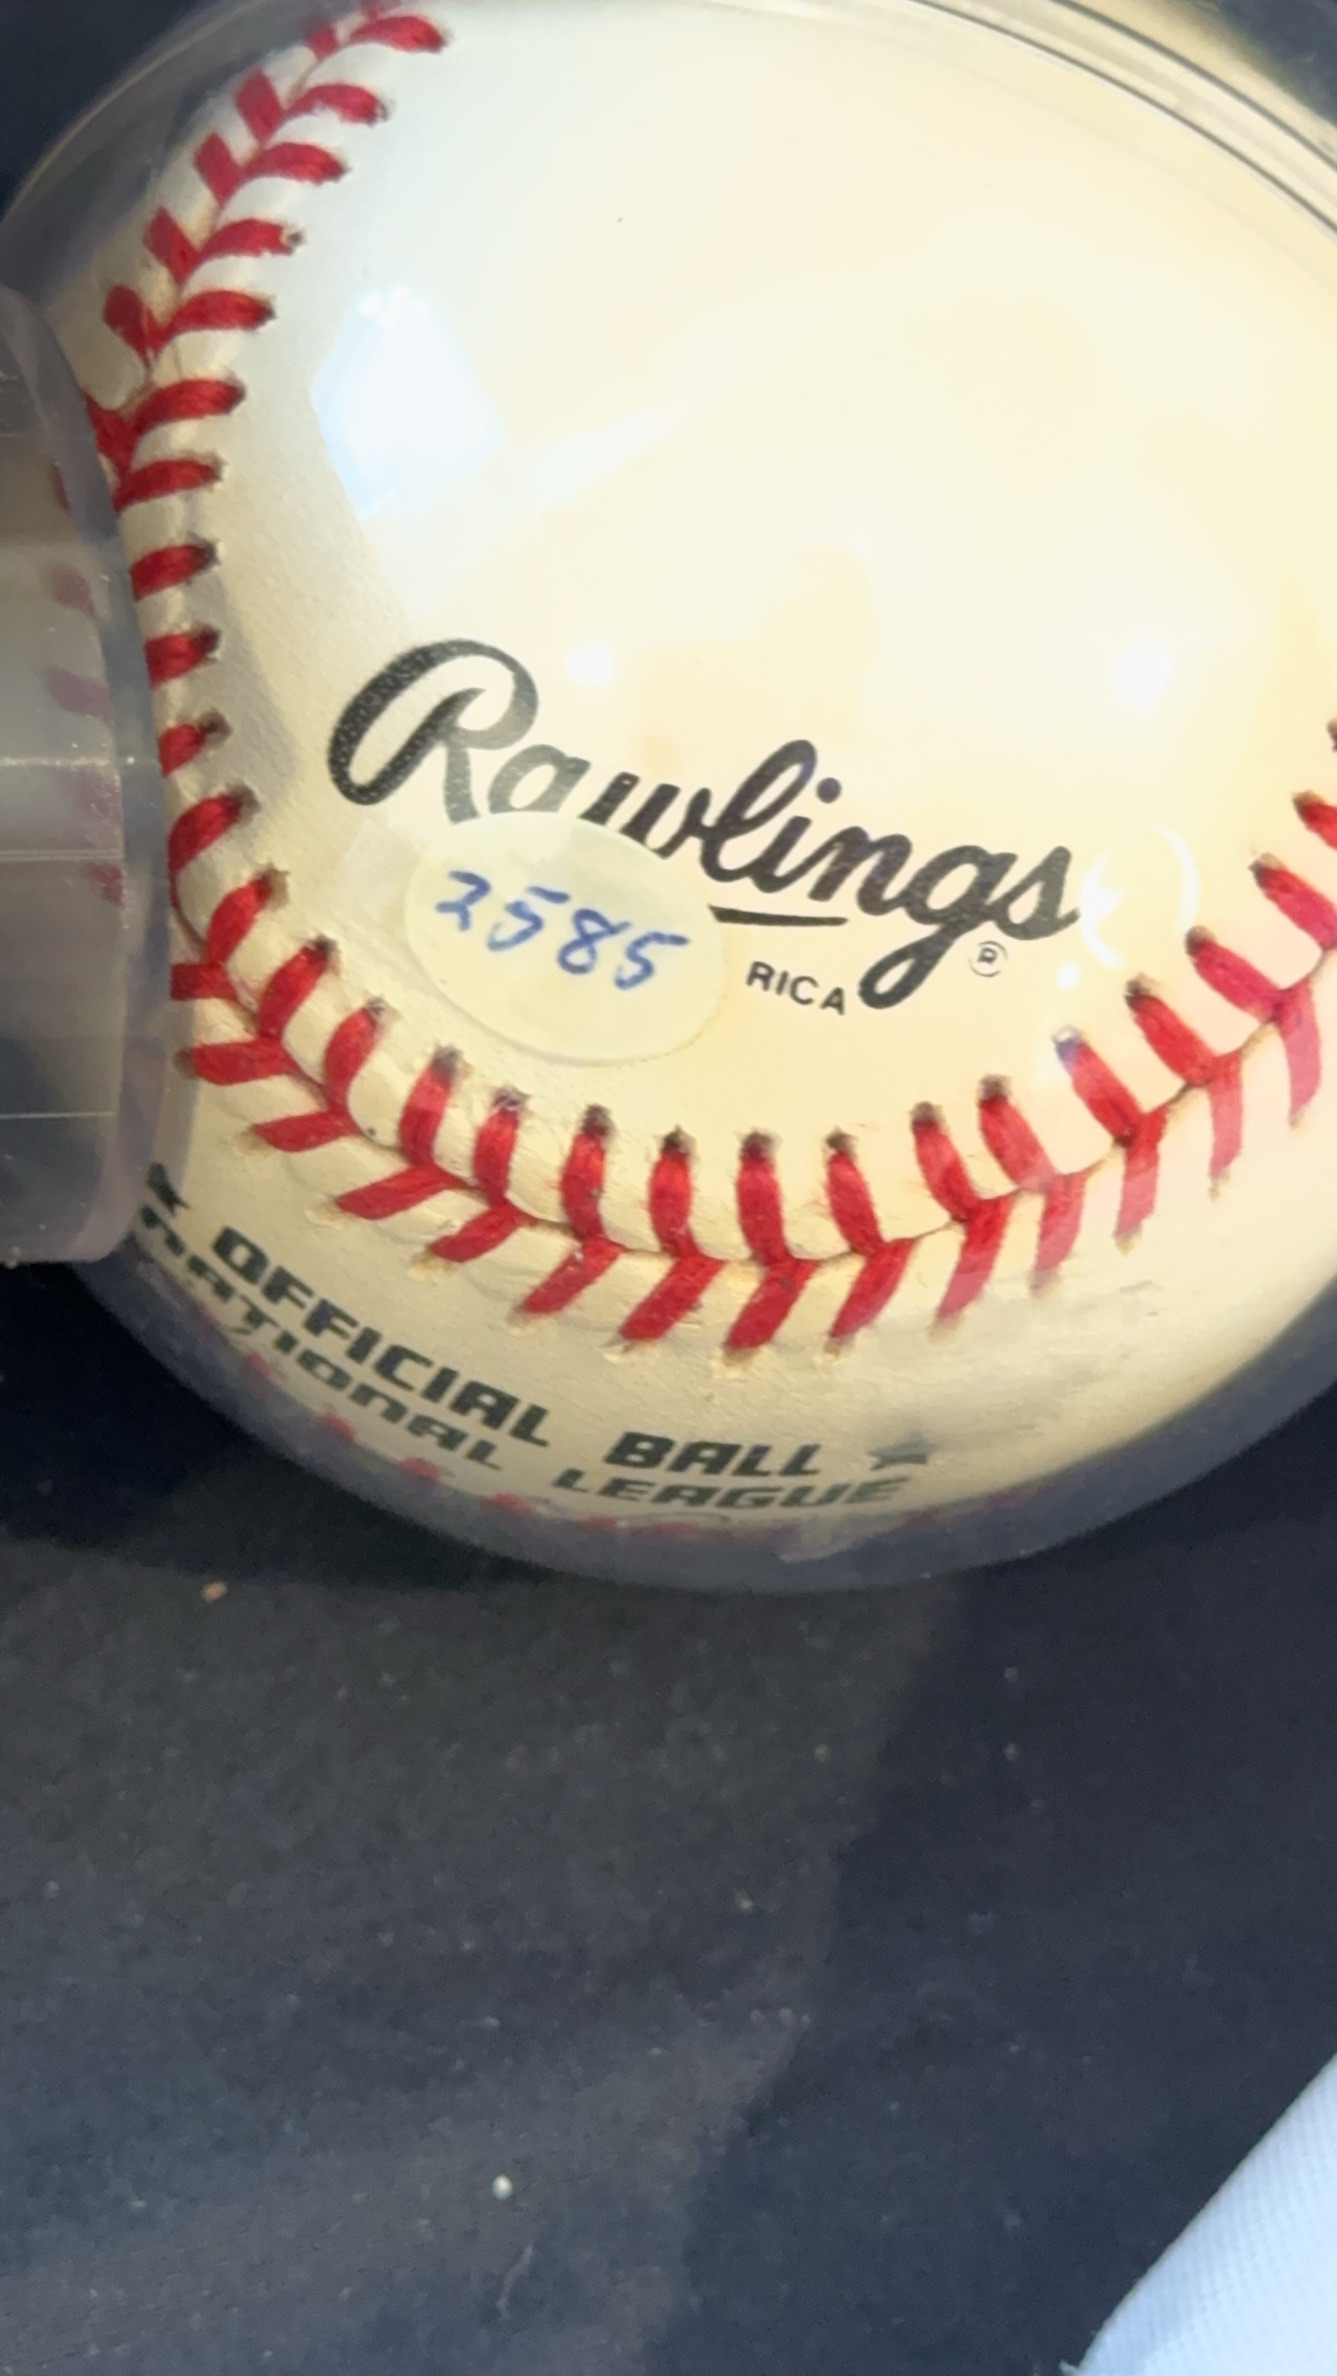 Rawlings
®
2585
RICA
OFFICIAL BALL
NATIONAL LEAGUE